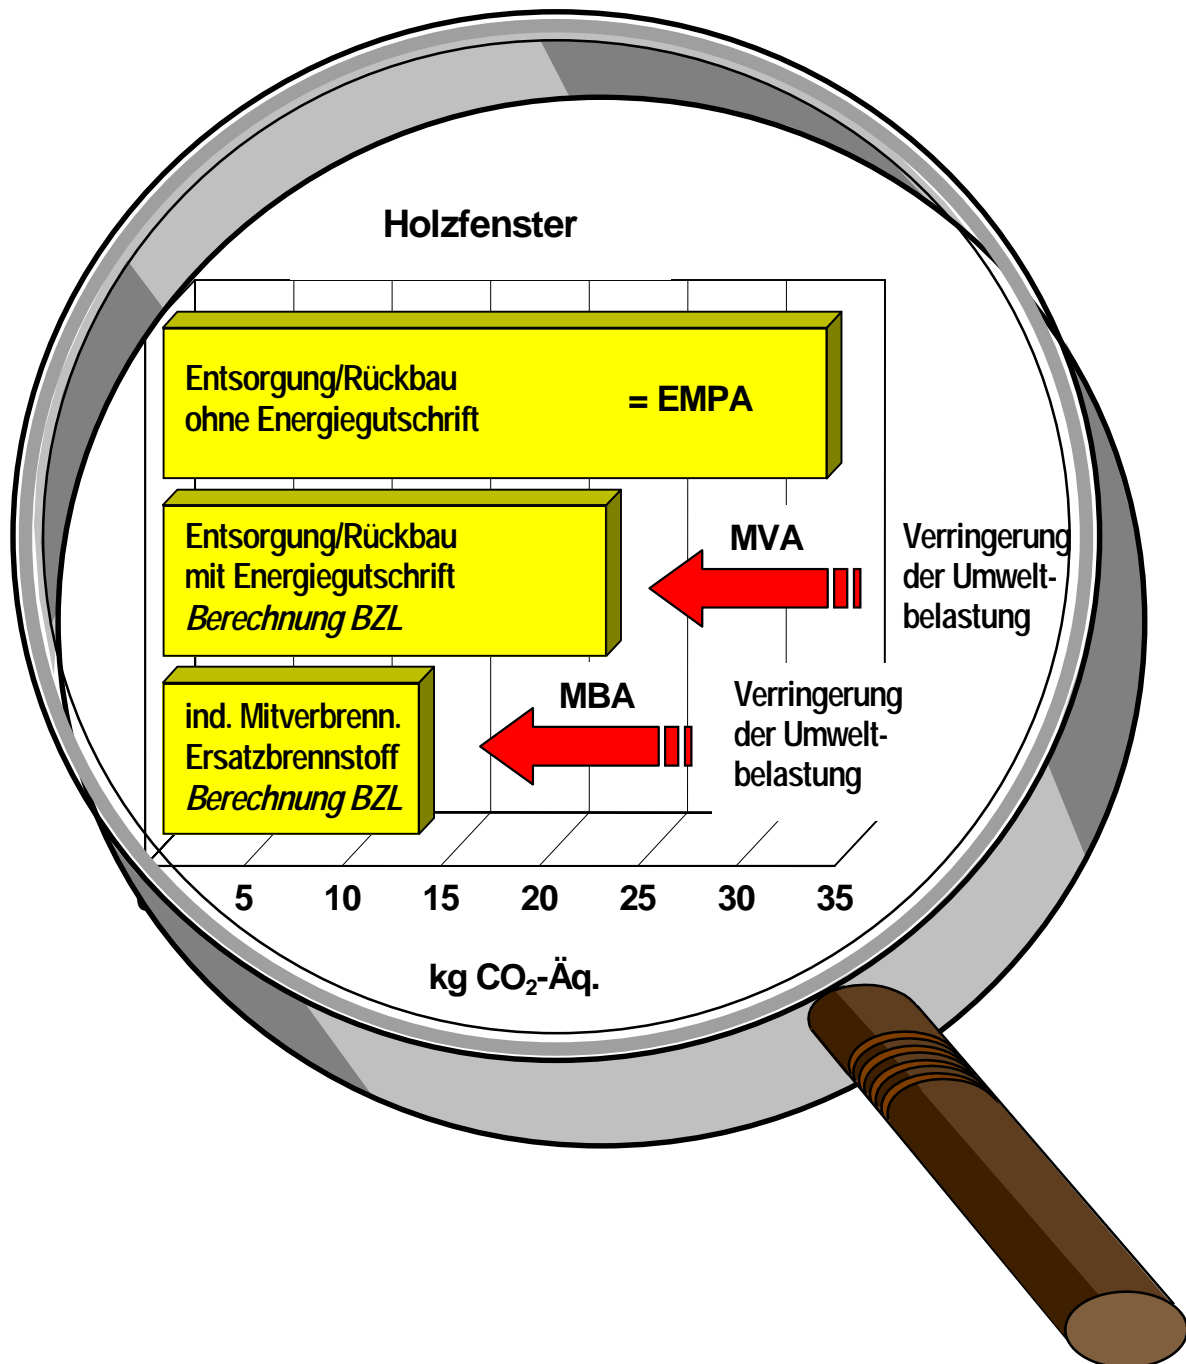 Holzfenster
Entsorgung/Rückbau
ohne Energiegutschrift
= EMPA
Entsorgung/Rückbau
mit Energiegutschrift
Berechnung BZL
MVA
Verringerung
der Umwelt-
belastung
ind. Mitverbrenn.
Ersatzbrennstoff
Berechnung BZL
MBA
Verringerung
der Umwelt-
belastung
5 10 15 20 25 30 35
kg CO₂-Äq.